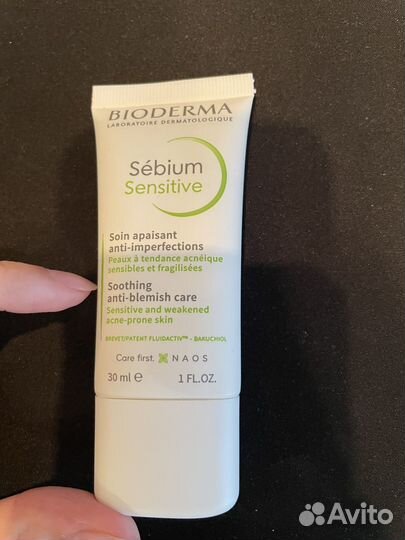 BIODERMA
LABORATOIRE DERMATOLOGIQUE
Sébium
Sensitive
Soin apaisant
anti-imperfections
Peaux à tendance acnéique
sensibles et fragilisées
Soothing
anti-blemish care
Sensitive and weakened
acne-prone skin
BREVET/PATENT FLUIDACTIV™ - BAKUCHIOL
Care first. NAOS
30 ml ℮ 1 FL.OZ.
Avito